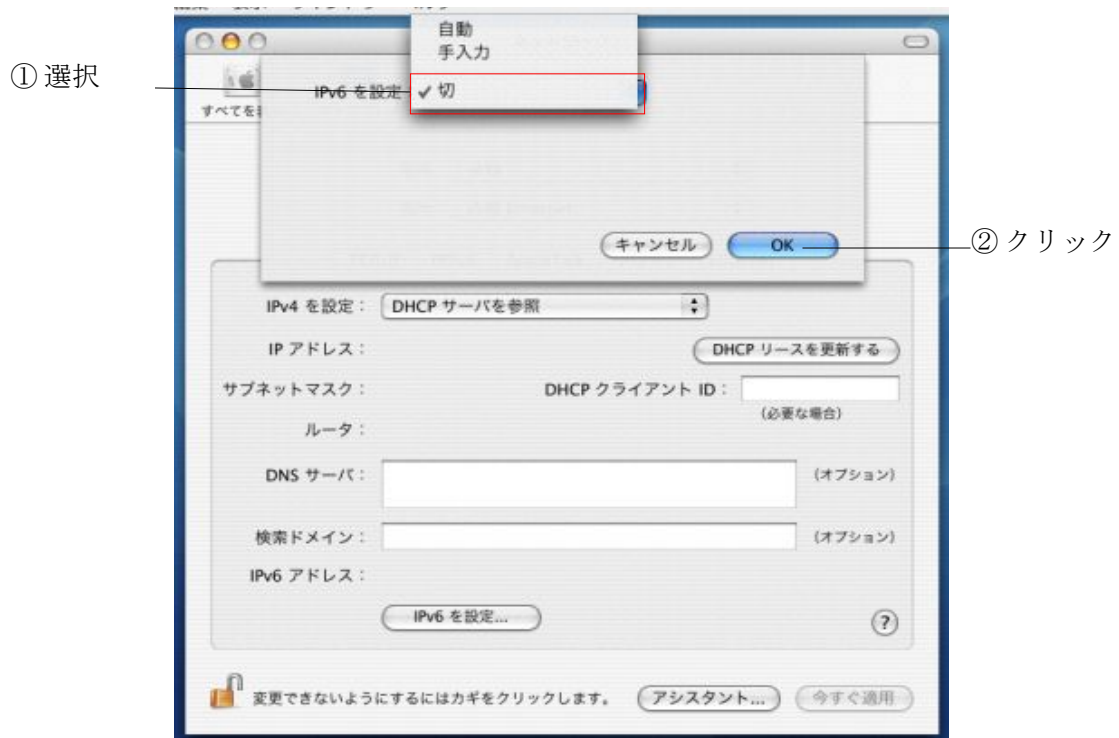 自動
手入力
① 選択
IPv6 を設定
✓ 切
すべてを
キャンセル
OK
② クリック
IPv4 を設定：
DHCP サーバを参照
IP アドレス：
DHCP リースを更新する
サブネットマスク：
DHCP クライアント ID：
(必要な場合)
ルータ：
DNS サーバ：
(オプション)
検索ドメイン：
(オプション)
IPv6 アドレス：
IPv6 を設定...
?
変更できないようにするにはカギをクリックします。
アシスタント...
今すぐ適用